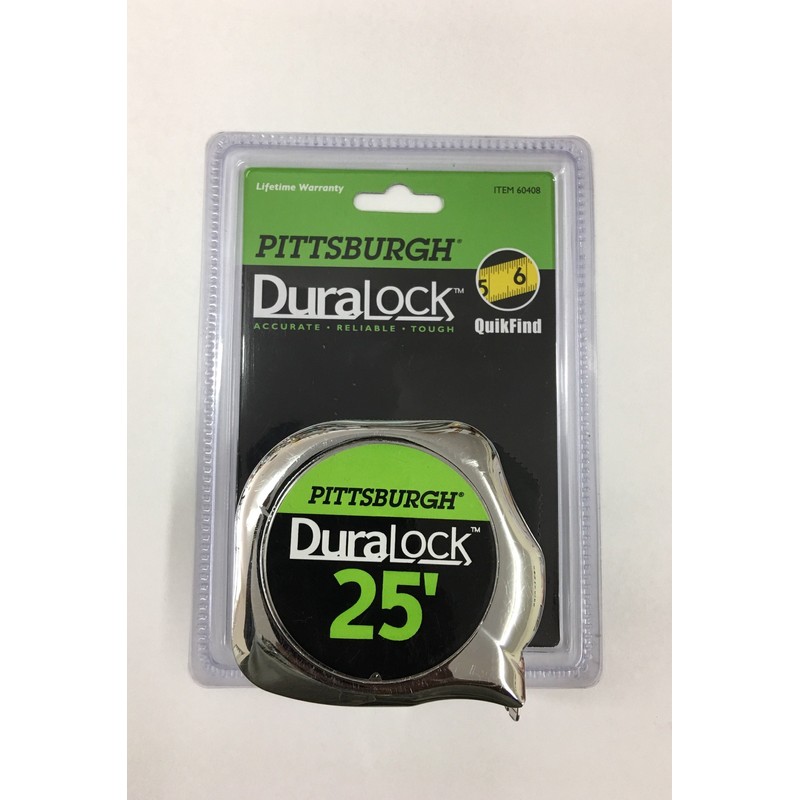 Lifetime Warranty
ITEM 60408
PITTSBURGH®
DuraLock™
ACCURATE • RELIABLE • TOUGH
5 6
QuikFind
PITTSBURGH®
DuraLock™
25'